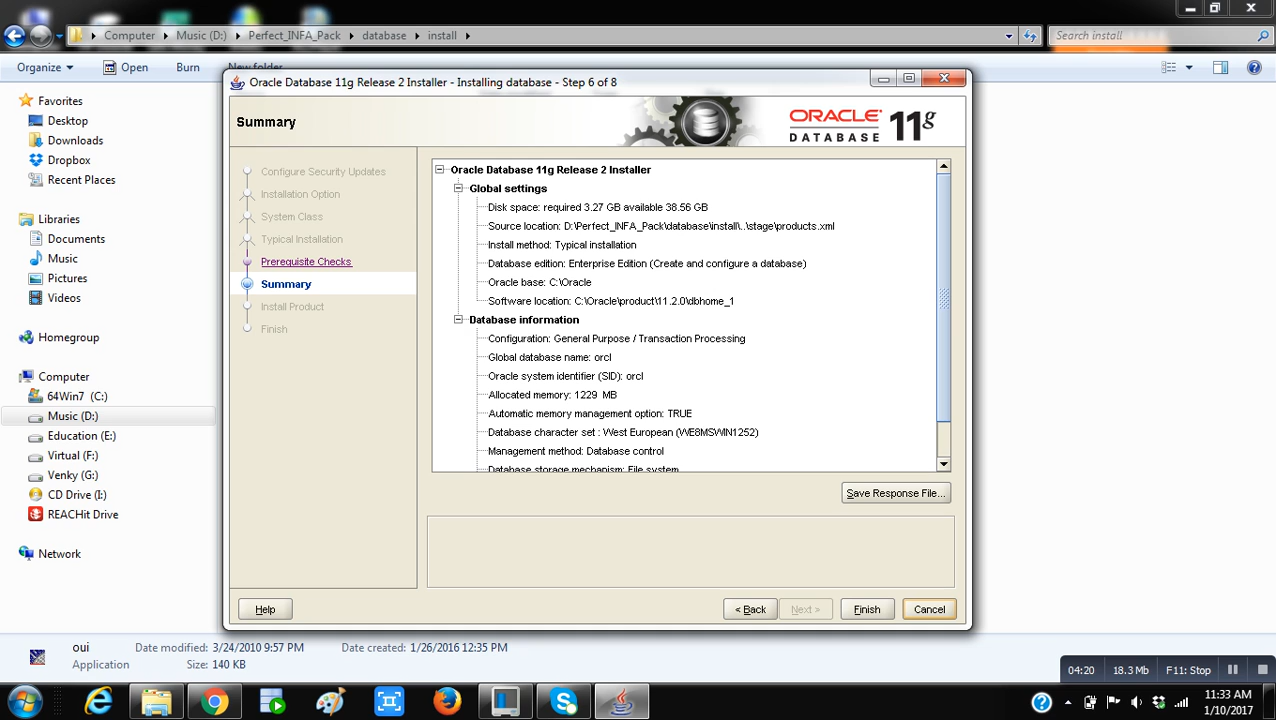 Computer
Music (D:)
Perfect_INFA_Pack
database
install
Search install
Organize
Open
Burn
New folder
Favorites
Desktop
Downloads
Dropbox
Recent Places
Libraries
Documents
Music
Pictures
Videos
Homegroup
Computer
64Win7 (C:)
Music (D:)
Education (E:)
Virtual (F:)
Venky (G:)
CD Drive (I:)
REACHit Drive
Network
Oracle Database 11g Release 2 Installer - Installing database - Step 6 of 8
Summary
ORACLE
DATABASE
11g
Configure Security Updates
Installation Option
System Class
Typical Installation
Prerequisite Checks
Summary
Install Product
Finish
Oracle Database 11g Release 2 Installer
Global settings
Disk space: required 3.27 GB available 38.56 GB
Source location: D:\Perfect_INFA_Pack\database\install\..\stage\products.xml
Install method: Typical installation
Database edition: Enterprise Edition (Create and configure a database)
Oracle base: C:\Oracle
Software location: C:\Oracle\product\11.2.0\dbhome_1
Database information
Configuration: General Purpose / Transaction Processing
Global database name: orcl
Oracle system identifier (SID): orcl
Allocated memory: 1229 MB
Automatic memory management option: TRUE
Database character set : West European (WE8MSWIN1252)
Management method: Database control
Database storage mechanism: File system
Save Response File...
Help
< Back
Next >
Finish
Cancel
oui
Date modified: 3/24/2010 9:57 PM
Date created: 1/26/2016 12:35 PM
Application
Size: 140 KB
04:20
18.3 Mb
F11: Stop
11:33 AM
1/10/2017